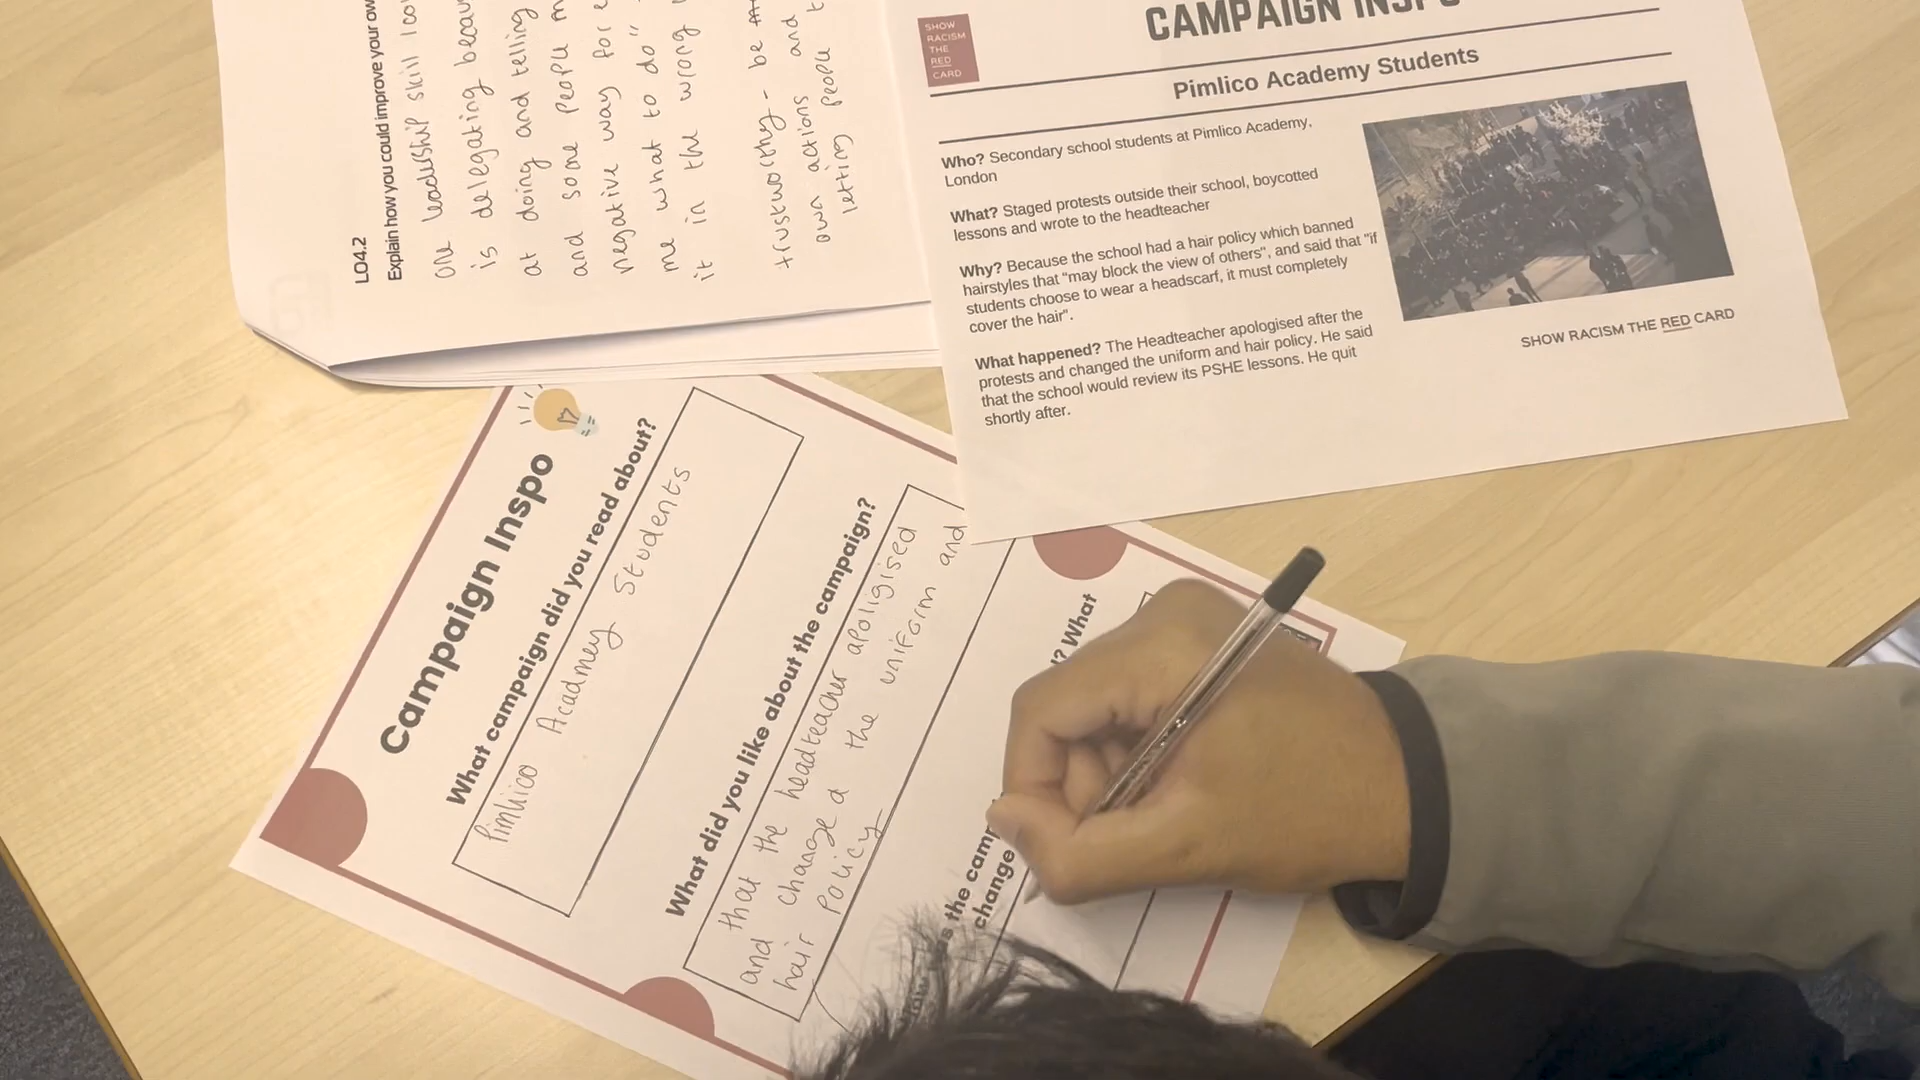 LO4.2
Explain how you could improve your ow
one leadership skill I cou
is delegating becau
at doing and telling
and some people m
negative way for e
me what to do"
it in the wrong
trustworthy - be
own actions and
letting people t
SHOW
RACISM
THE
RED
CARD
CAMPAIGN INSPO
Pimlico Academy Students
Who? Secondary school students at Pimlico Academy,
London
What? Staged protests outside their school, boycotted
lessons and wrote to the headteacher
Why? Because the school had a hair policy which banned
hairstyles that "may block the view of others", and said that "if
students choose to wear a headscarf, it must completely
cover the hair".
What happened? The Headteacher apologised after the
protests and changed the uniform and hair policy. He said
that the school would review its PSHE lessons. He quit
shortly after.
SHOW RACISM THE RED CARD
Campaign Inspo
What campaign did you read about?
Pimlico Acadmey Students
What did you like about the campaign?
that the headteacher apoligised
and changed the uniform and
hair Policy
s the camp
change
? What